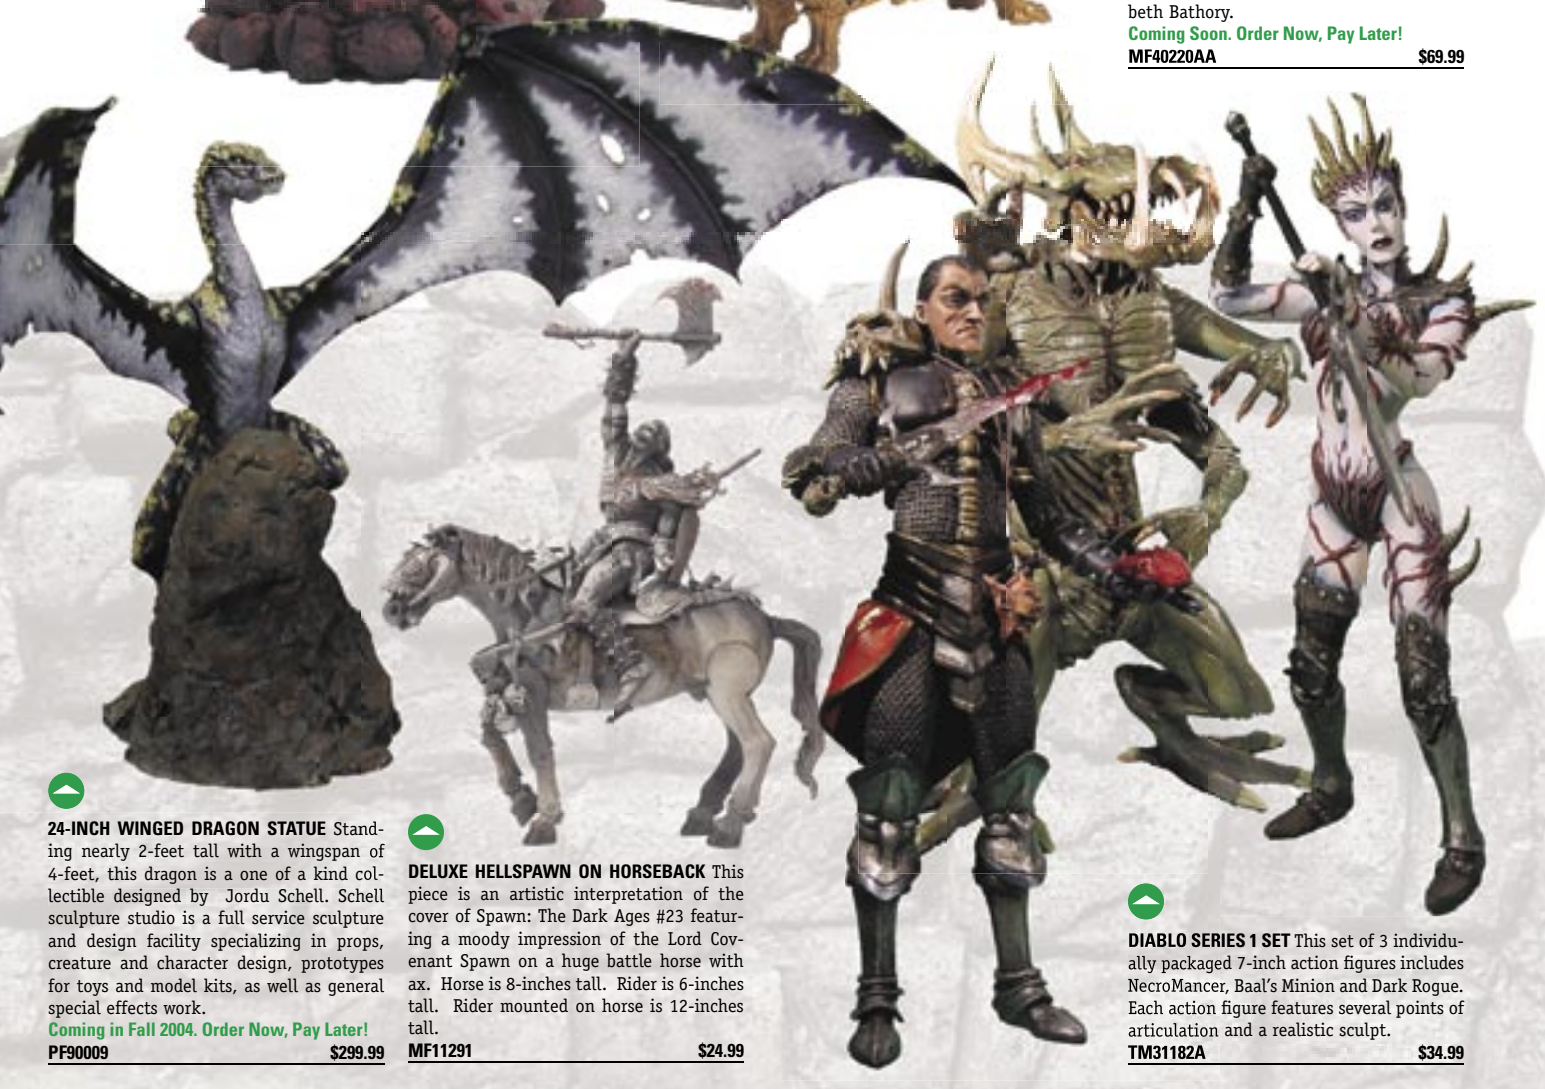 beth Bathory.
Coming Soon. Order Now, Pay Later!
MF40220AA $69.99
24-INCH WINGED DRAGON STATUE Stand-
ing nearly 2-feet tall with a wingspan of
4-feet, this dragon is a one of a kind col-
lectible designed by Jordu Schell. Schell
sculpture studio is a full service sculpture
and design facility specializing in props,
creature and character design, prototypes
for toys and model kits, as well as general
special effects work.
Coming in Fall 2004. Order Now, Pay Later!
PF90009 $299.99
DELUXE HELLSPAWN ON HORSEBACK This
piece is an artistic interpretation of the
cover of Spawn: The Dark Ages #23 featur-
ing a moody impression of the Lord Cov-
enant Spawn on a huge battle horse with
ax. Horse is 8-inches tall. Rider is 6-inches
tall. Rider mounted on horse is 12-inches
tall.
MF11291 $24.99
DIABLO SERIES 1 SET This set of 3 individu-
ally packaged 7-inch action figures includes
NecroMancer, Baal's Minion and Dark Rogue.
Each action figure features several points of
articulation and a realistic sculpt.
TM31182A $34.99